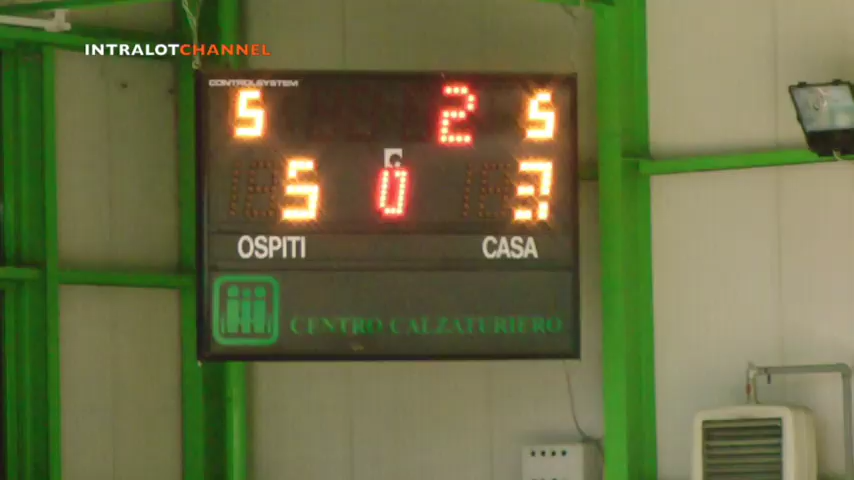 INTRALOTCHANNEL
CONTROLSYSTEM
5 2 5
5 0 3
OSPITI CASA
CENTRO CALZATURIERO